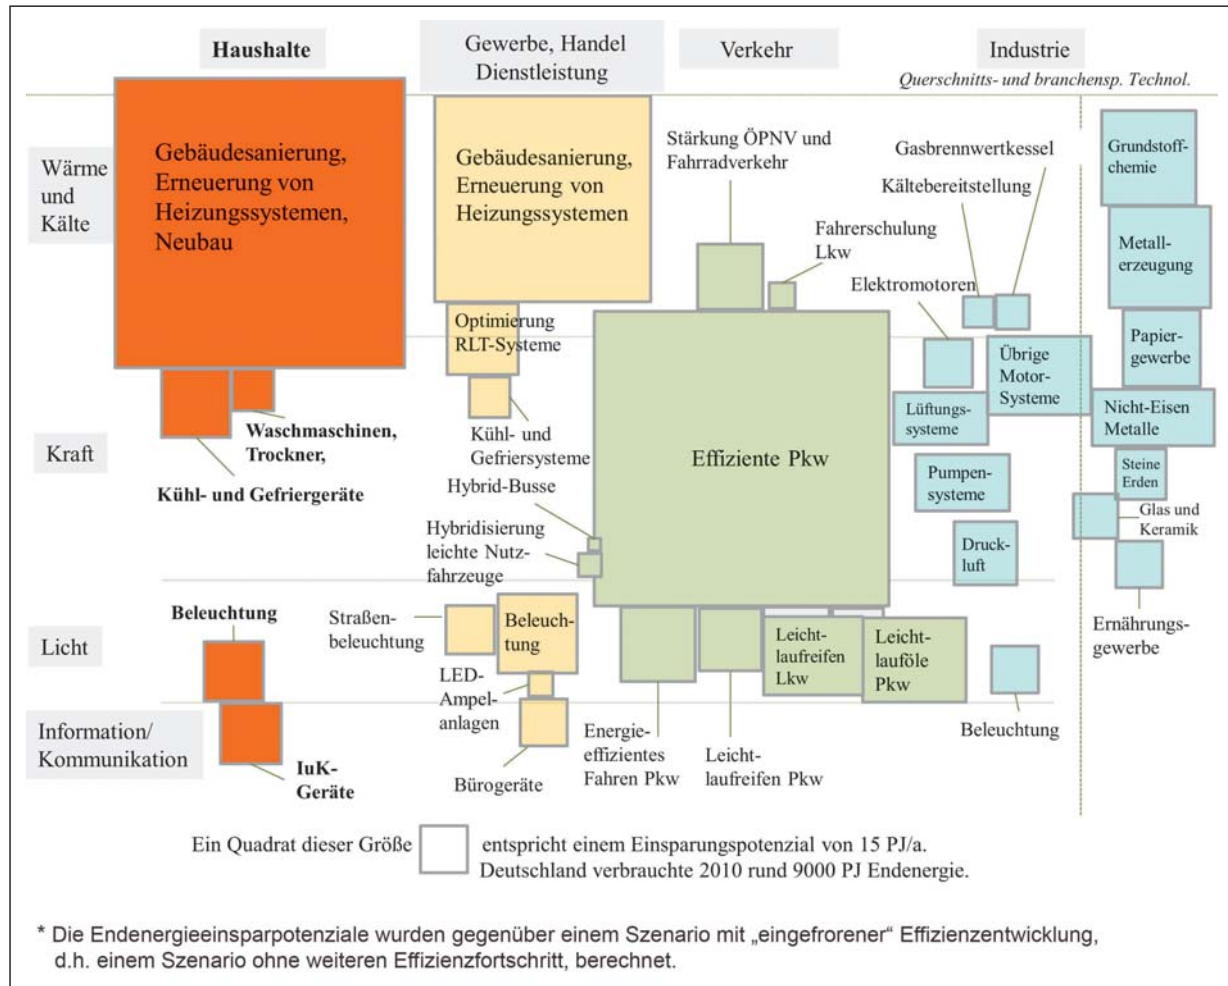 Haushalte
Gewerbe, Handel
Dienstleistung
Verkehr
Industrie
Querschnitts- und branchensp. Technol.
Wärme
und
Kälte
Kraft
Licht
Information/
Kommunikation
Gebäudesanierung,
Erneuerung von
Heizungssystemen,
Neubau
Waschmaschinen,
Trockner,
Kühl- und Gefriergeräte
Beleuchtung
IuK-
Geräte
Gebäudesanierung,
Erneuerung von
Heizungssystemen
Optimierung
RLT-Systeme
Kühl- und
Gefriersysteme
Straßen-
beleuchtung
Beleuch-
tung
LED-
Ampel-
anlagen
Bürogeräte
Stärkung ÖPNV und
Fahrradverkehr
Fahrerschulung
Lkw
Effiziente Pkw
Hybrid-Busse
Hybridisierung
leichte Nutz-
fahrzeuge
Energie-
effizientes
Fahren Pkw
Leicht-
laufreifen Pkw
Leicht-
laufreifen
Lkw
Leicht-
lauföle
Pkw
Gasbrennwertkessel
Kältebereitstellung
Elektromotoren
Übrige
Motor-
Systeme
Lüftungs-
systeme
Pumpen-
systeme
Druck-
luft
Beleuchtung
Grundstoff-
chemie
Metall-
erzeugung
Papier-
gewerbe
Nicht-Eisen
Metalle
Steine
Erden
Glas und
Keramik
Ernährungs-
gewerbe
Ein Quadrat dieser Größe entspricht einem Einsparungspotenzial von 15 PJ/a.
Deutschland verbrauchte 2010 rund 9000 PJ Endenergie.
* Die Endenergieeinsparpotenziale wurden gegenüber einem Szenario mit „eingefrorener“ Effizienzentwicklung,
d.h. einem Szenario ohne weiteren Effizienzfortschritt, berechnet.